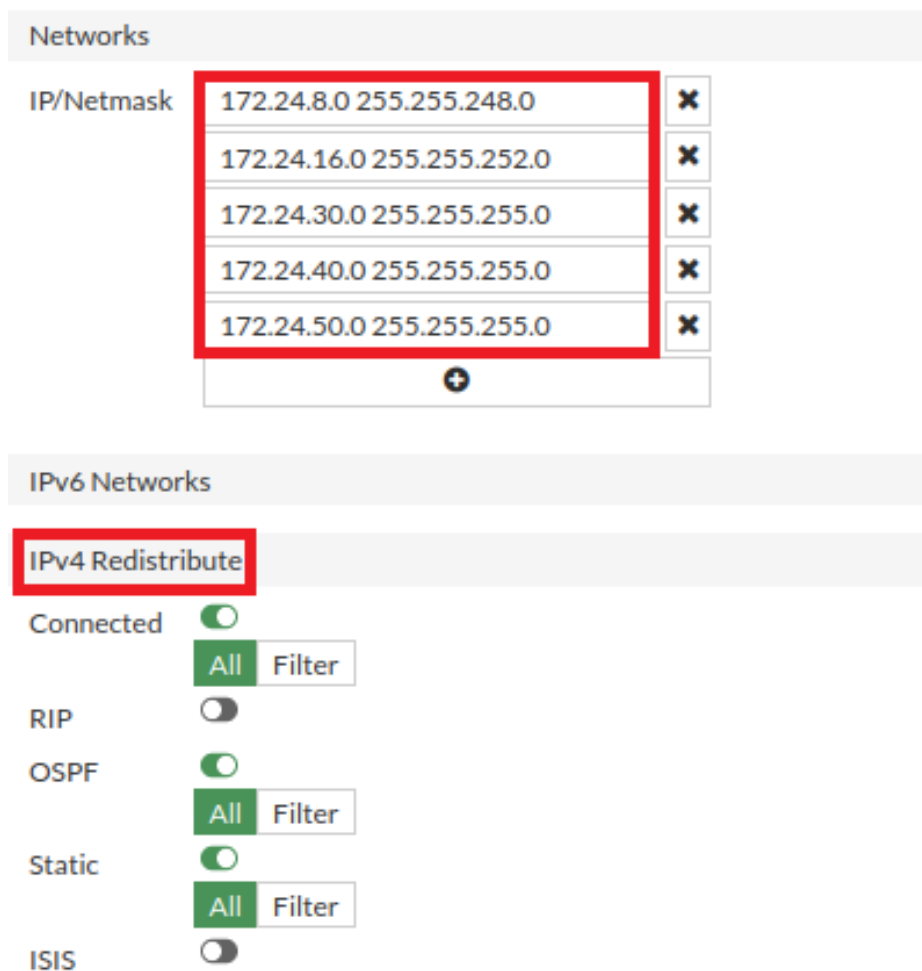 Networks
IP/Netmask 172.24.8.0 255.255.248.0
172.24.16.0 255.255.252.0
172.24.30.0 255.255.255.0
172.24.40.0 255.255.255.0
172.24.50.0 255.255.255.0
IPv6 Networks
IPv4 Redistribute
Connected
All Filter
RIP
OSPF
All Filter
Static
All Filter
ISIS